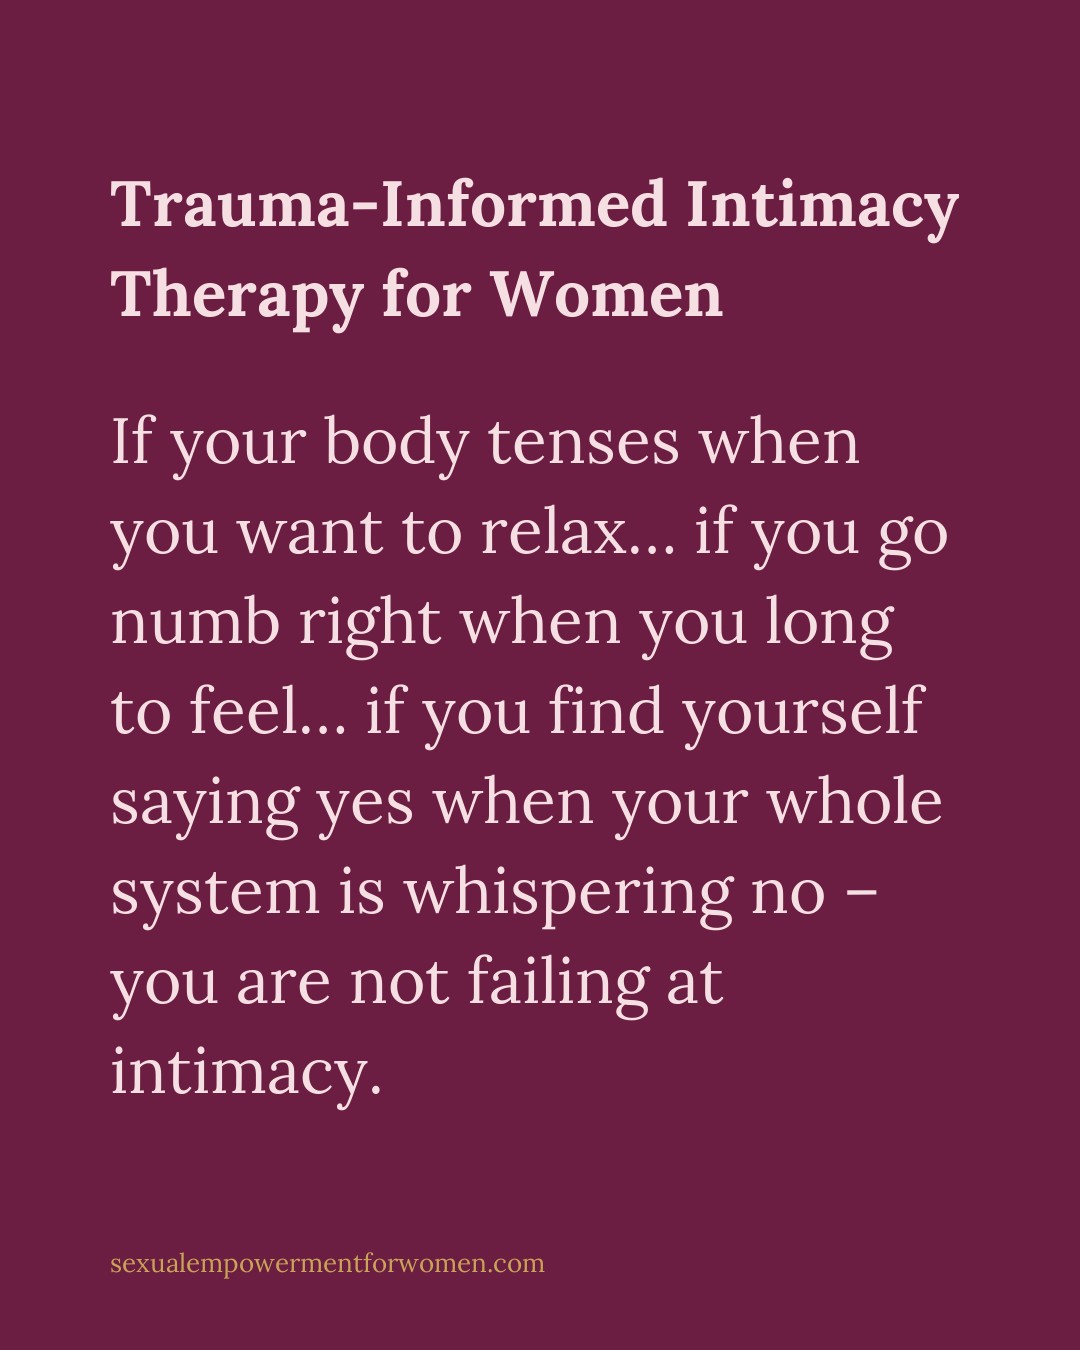 Trauma-Informed Intimacy
Therapy for Women
If your body tenses when
you want to relax... if you go
numb right when you long
to feel... if you find yourself
saying yes when your whole
system is whispering no –
you are not failing at
intimacy.
sexualempowermentforwomen.com